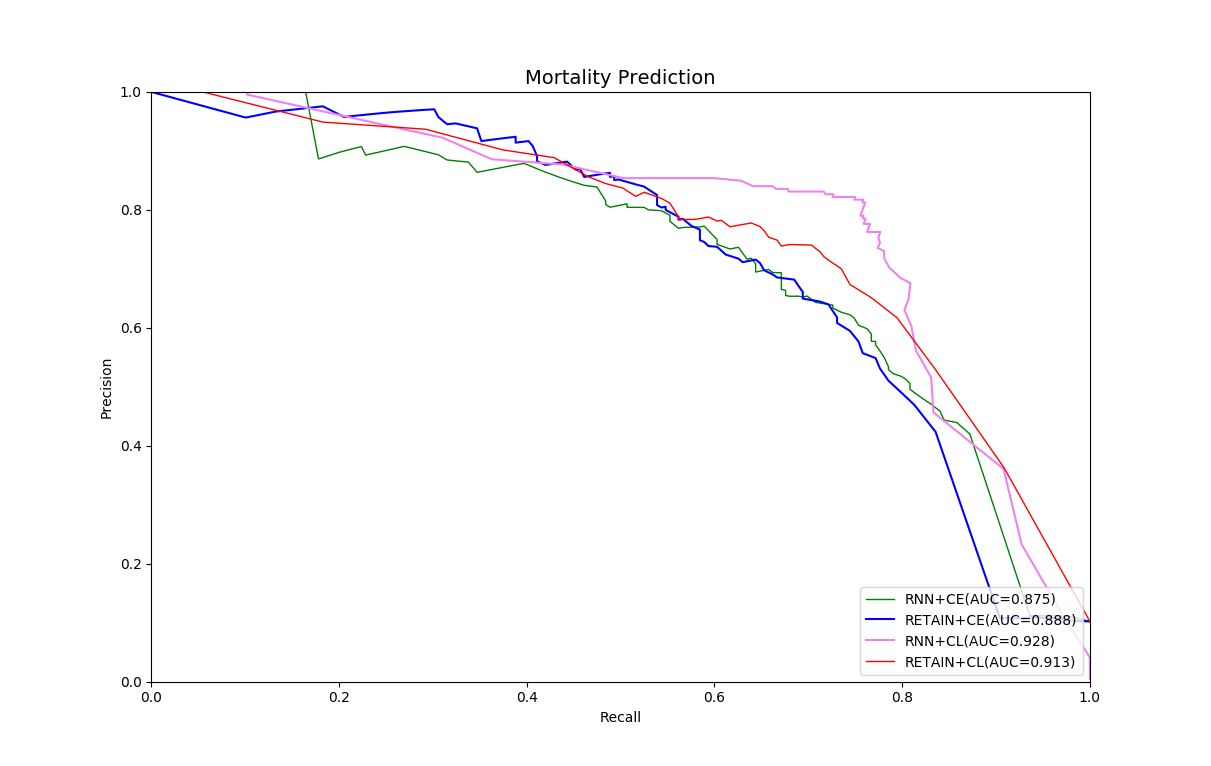 Mortality Prediction
1.0
0.8
0.6
0.4
0.2
0.0
Precision
0.0 0.2 0.4 0.6 0.8 1.0
Recall
RNN+CE(AUC=0.875)
RETAIN+CE(AUC=0.888)
RNN+CL(AUC=0.928)
RETAIN+CL(AUC=0.913)